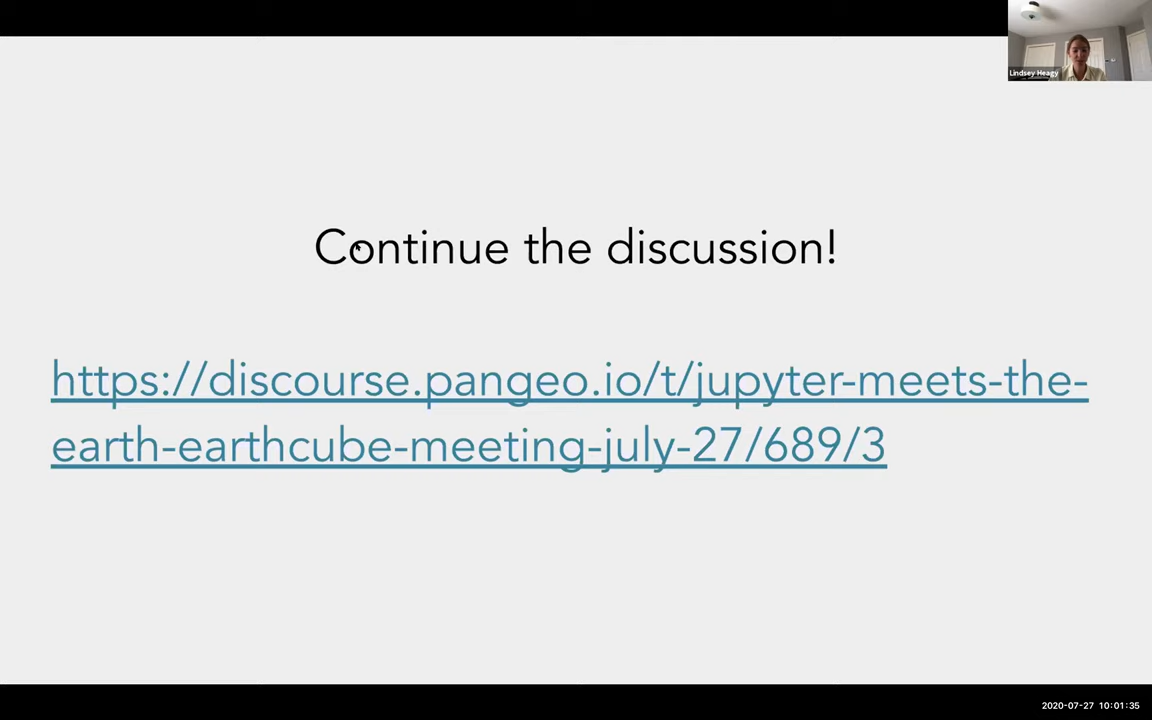 Lindsey Heagy
Continue the discussion!
https://discourse.pangeo.io/t/jupyter-meets-the-
earth-earthcube-meeting-july-27/689/3
2020-07-27 10:01:35